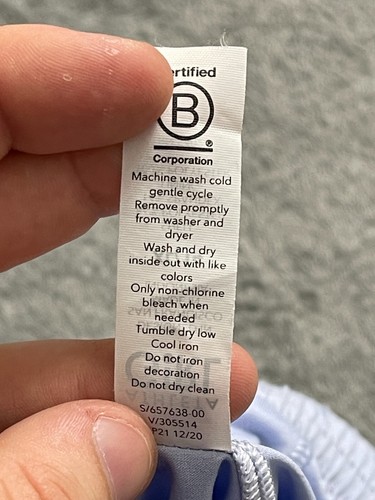 ertified
B
®
Corporation
Machine wash cold
gentle cycle
Remove promptly
from washer and
dryer
Wash and dry
inside out with like
colors
Only non-chlorine
bleach when
needed
Tumble dry low
Cool iron
Do not iron
decoration
Do not dry clean
S/657638-00
V/305514
P21 12/20